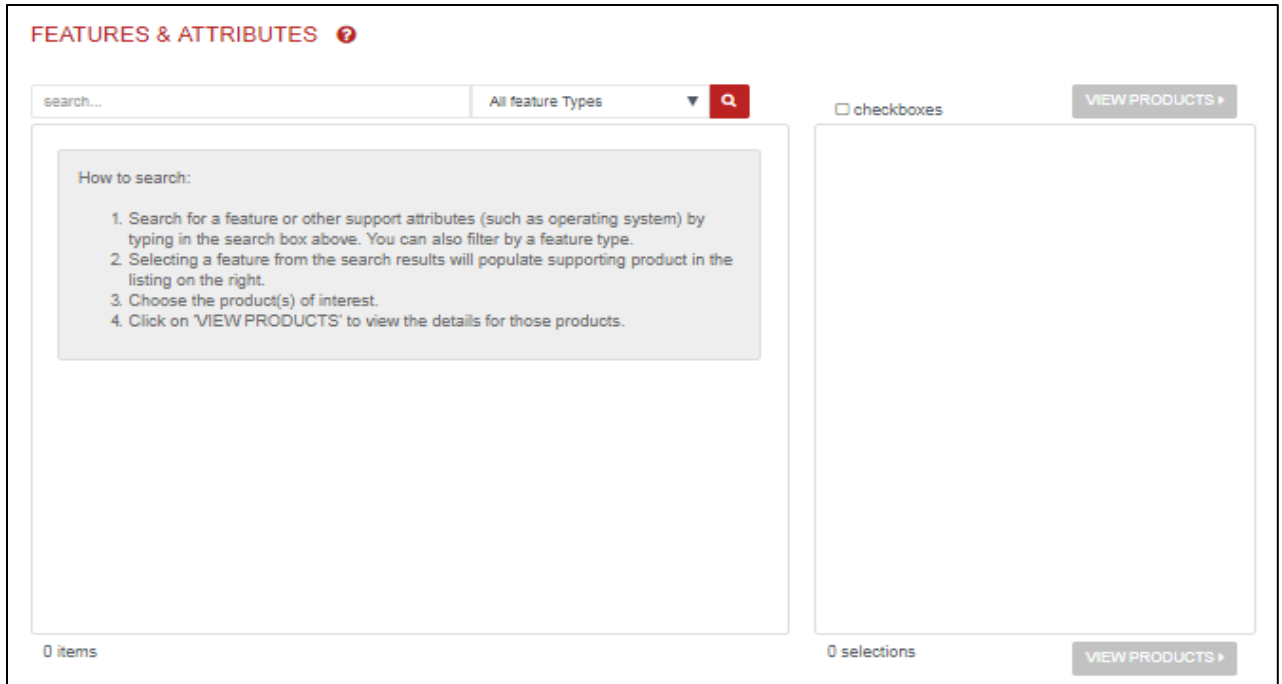 FEATURES & ATTRIBUTES ?
search...
All feature Types
checkboxes
VIEW PRODUCTS
How to search:
1. Search for a feature or other support attributes (such as operating system) by
typing in the search box above. You can also filter by a feature type.
2. Selecting a feature from the search results will populate supporting product in the
listing on the right.
3. Choose the product(s) of interest.
4. Click on 'VIEW PRODUCTS' to view the details for those products.
0 items
0 selections
VIEW PRODUCTS